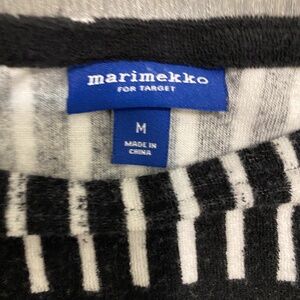 marimekko
FOR TARGET
M
MADE IN
CHINA